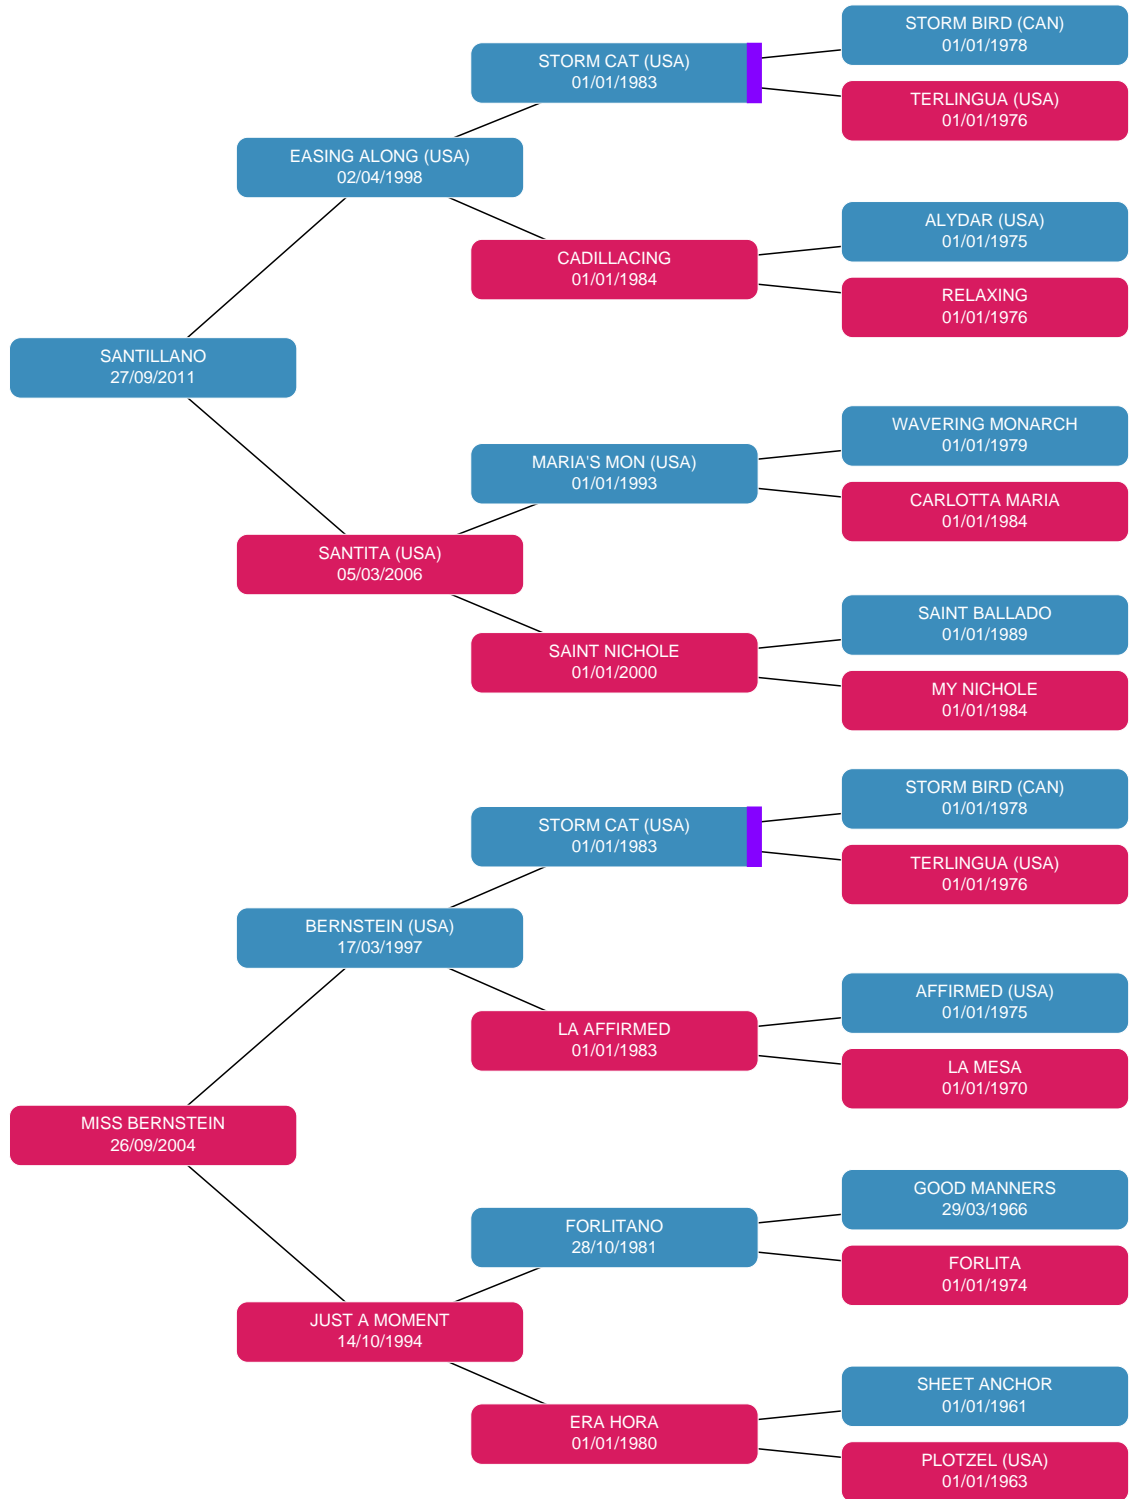 STORM BIRD (CAN)
01/01/1978
STORM CAT (USA)
01/01/1983
TERLINGUA (USA)
01/01/1976
EASING ALONG (USA)
02/04/1998
ALYDAR (USA)
01/01/1975
CADILLACING
01/01/1984
RELAXING
01/01/1976
SANTILLANO
27/09/2011
WAVERING MONARCH
01/01/1979
MARIA'S MON (USA)
01/01/1993
CARLOTTA MARIA
01/01/1984
SANTITA (USA)
05/03/2006
SAINT BALLADO
01/01/1989
SAINT NICHOLE
01/01/2000
MY NICHOLE
01/01/1984
STORM BIRD (CAN)
01/01/1978
STORM CAT (USA)
01/01/1983
TERLINGUA (USA)
01/01/1976
BERNSTEIN (USA)
17/03/1997
AFFIRMED (USA)
01/01/1975
LA AFFIRMED
01/01/1983
LA MESA
01/01/1970
MISS BERNSTEIN
26/09/2004
GOOD MANNERS
29/03/1966
FORLITANO
28/10/1981
FORLITA
01/01/1974
JUST A MOMENT
14/10/1994
SHEET ANCHOR
01/01/1961
ERA HORA
01/01/1980
PLOTZEL (USA)
01/01/1963